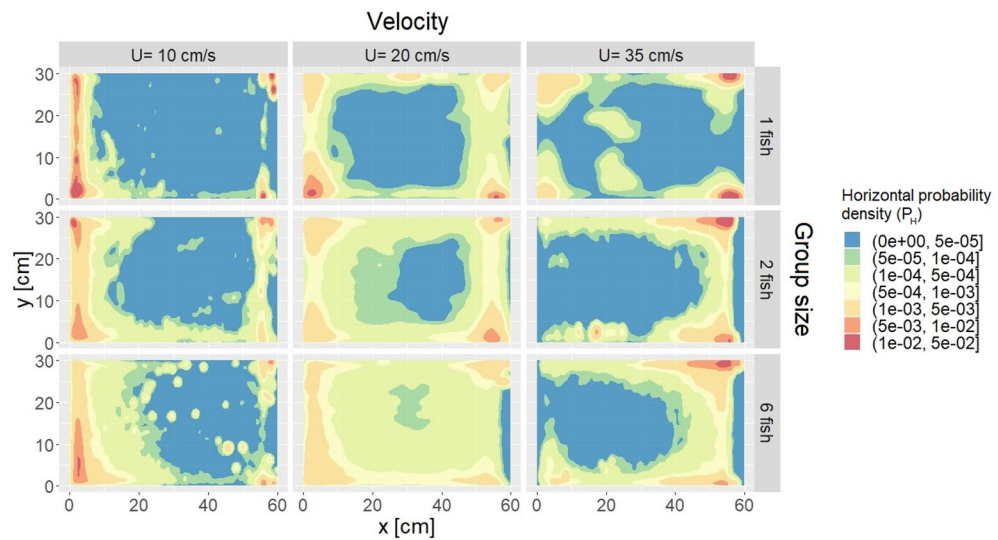 Velocity
U= 10 cm/s U= 20 cm/s U= 35 cm/s
30
20
10
0
1 fish
30
20
10
0
2 fish
30
20
10
0
6 fish
y [cm]
Group size
0 20 40 60 0 20 40 60 0 20 40 60
x [cm]
Horizontal probability
density (P_H)
(0e+00, 5e-05]
(5e-05, 1e-04]
(1e-04, 5e-04]
(5e-04, 1e-03]
(1e-03, 5e-03]
(5e-03, 1e-02]
(1e-02, 5e-02]